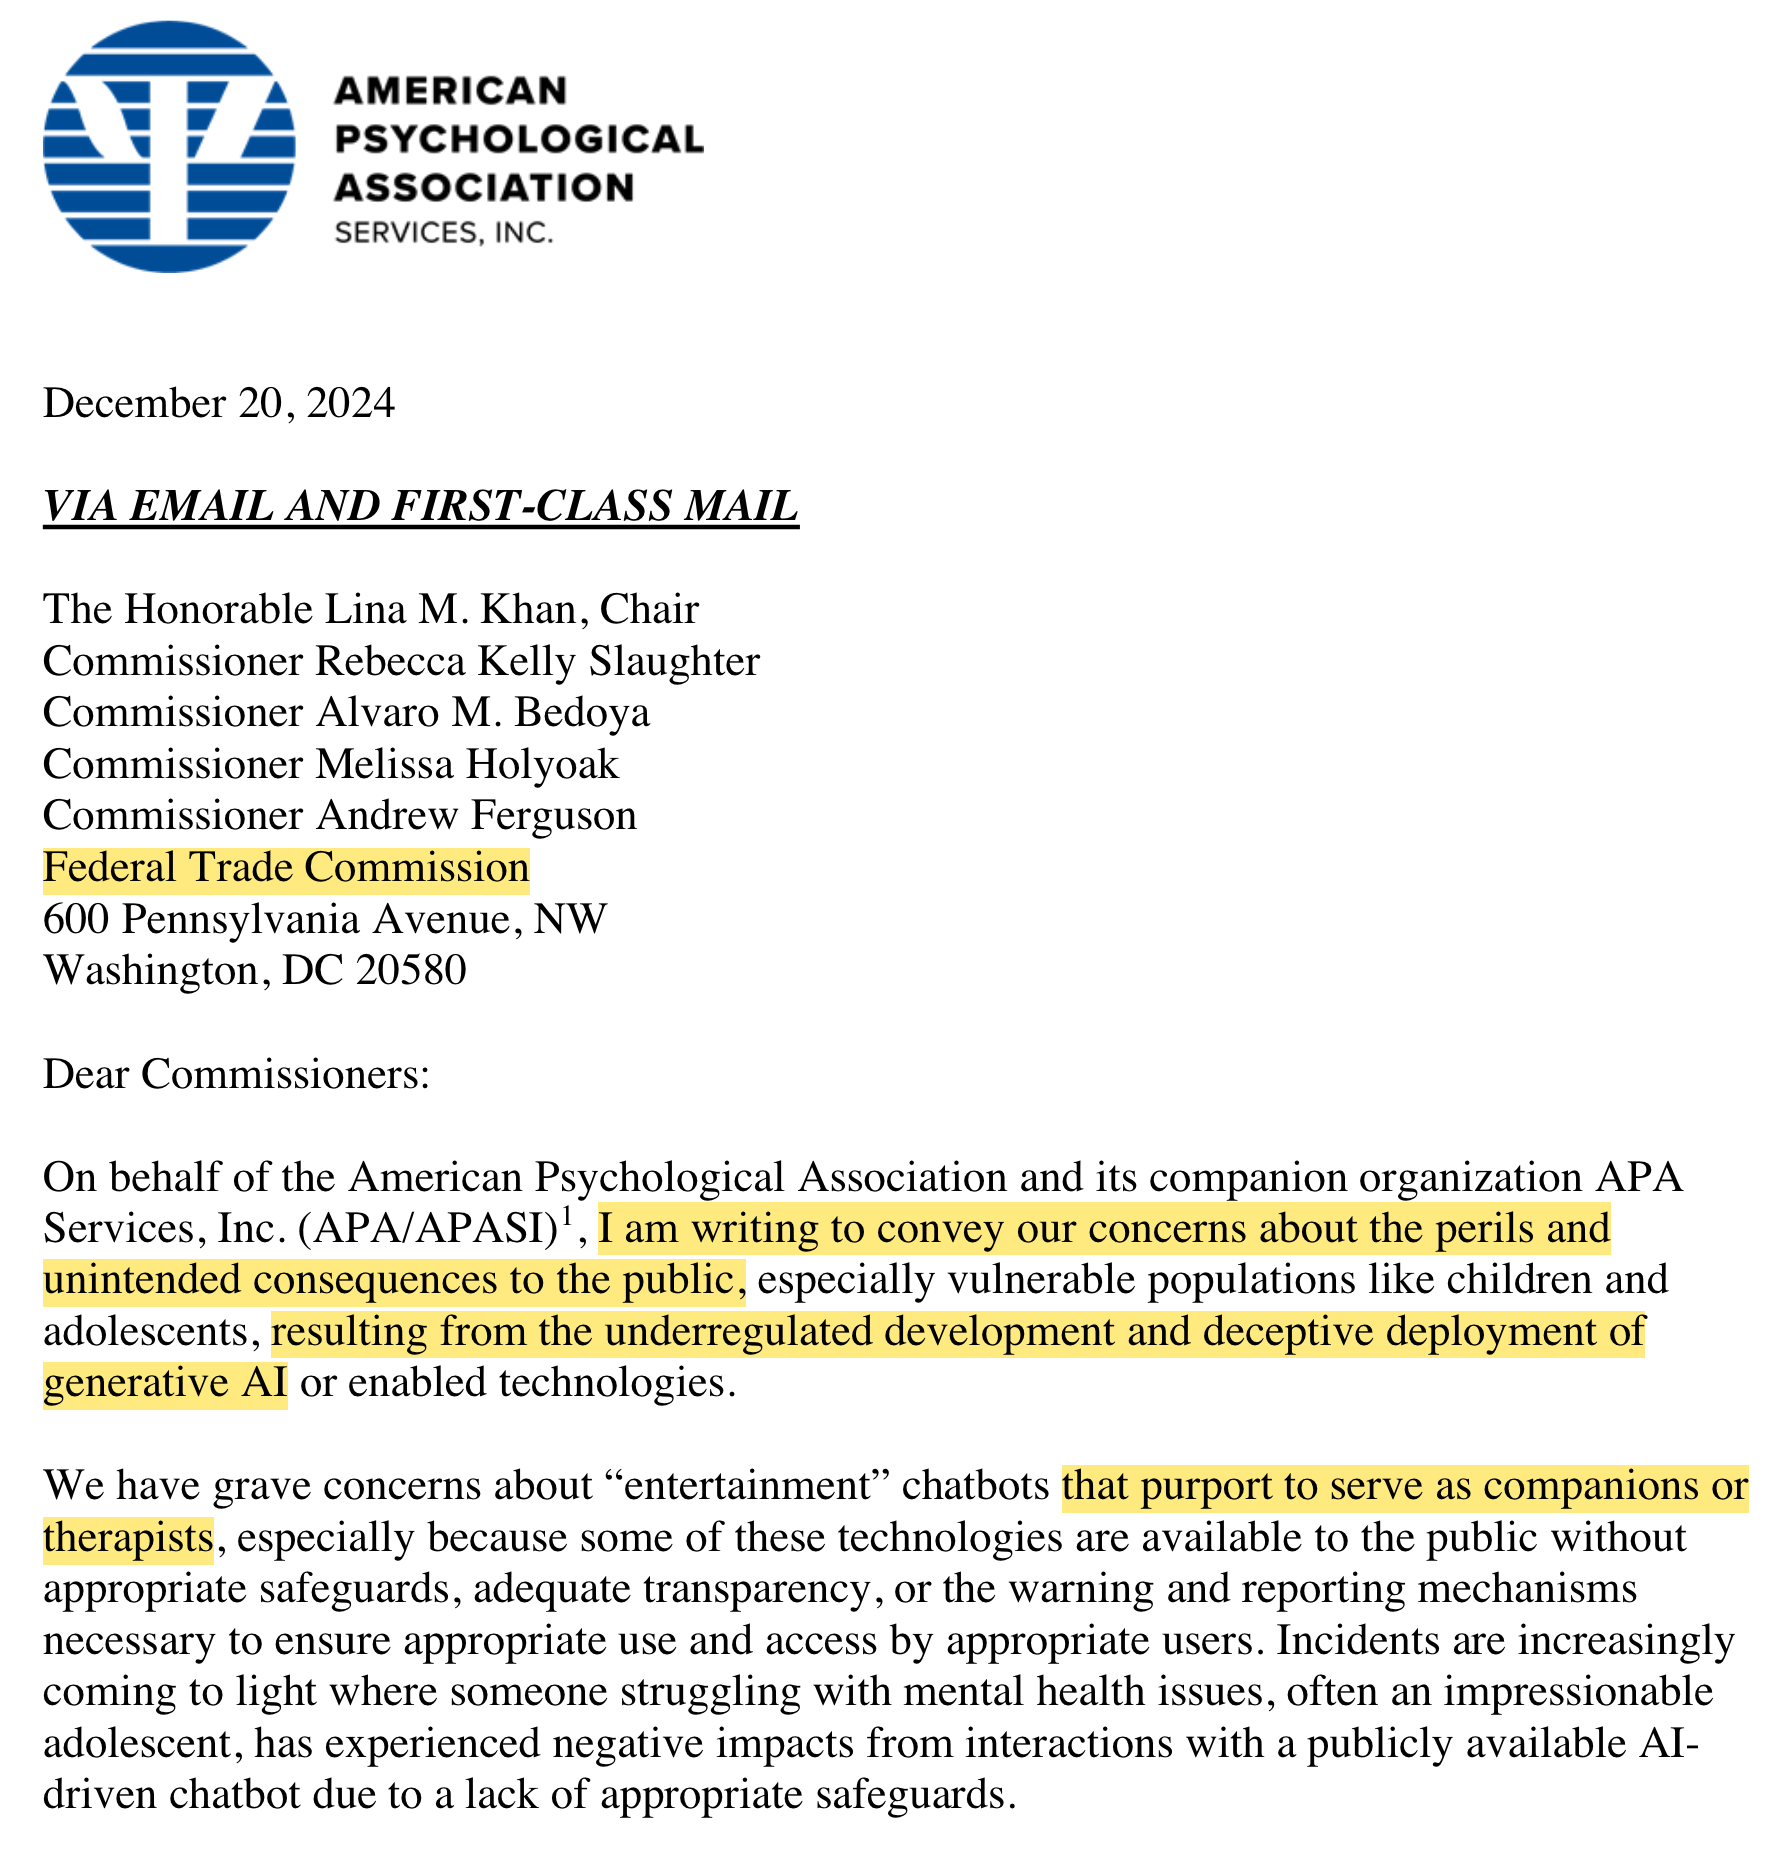 AMERICAN
PSYCHOLOGICAL
ASSOCIATION
SERVICES, INC.
December 20, 2024
VIA EMAIL AND FIRST-CLASS MAIL
The Honorable Lina M. Khan, Chair
Commissioner Rebecca Kelly Slaughter
Commissioner Alvaro M. Bedoya
Commissioner Melissa Holyoak
Commissioner Andrew Ferguson
Federal Trade Commission
600 Pennsylvania Avenue, NW
Washington, DC 20580
Dear Commissioners:
On behalf of the American Psychological Association and its companion organization APA
Services, Inc. (APA/APASI)¹, I am writing to convey our concerns about the perils and
unintended consequences to the public, especially vulnerable populations like children and
adolescents, resulting from the underregulated development and deceptive deployment of
generative AI or enabled technologies.
We have grave concerns about “entertainment” chatbots that purport to serve as companions or
therapists, especially because some of these technologies are available to the public without
appropriate safeguards, adequate transparency, or the warning and reporting mechanisms
necessary to ensure appropriate use and access by appropriate users. Incidents are increasingly
coming to light where someone struggling with mental health issues, often an impressionable
adolescent, has experienced negative impacts from interactions with a publicly available AI-
driven chatbot due to a lack of appropriate safeguards.